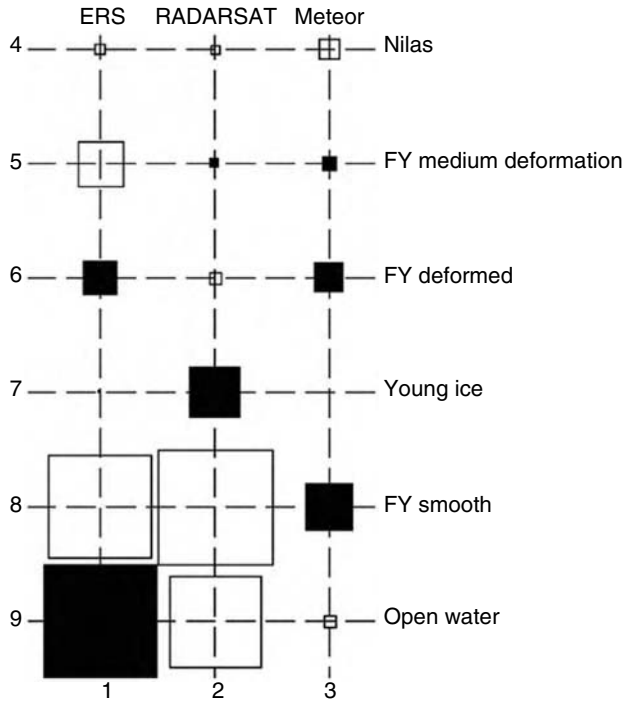 ERS RADARSAT Meteor
4 Nilas
5 FY medium deformation
6 FY deformed
7 Young ice
8 FY smooth
9 Open water
1 2 3